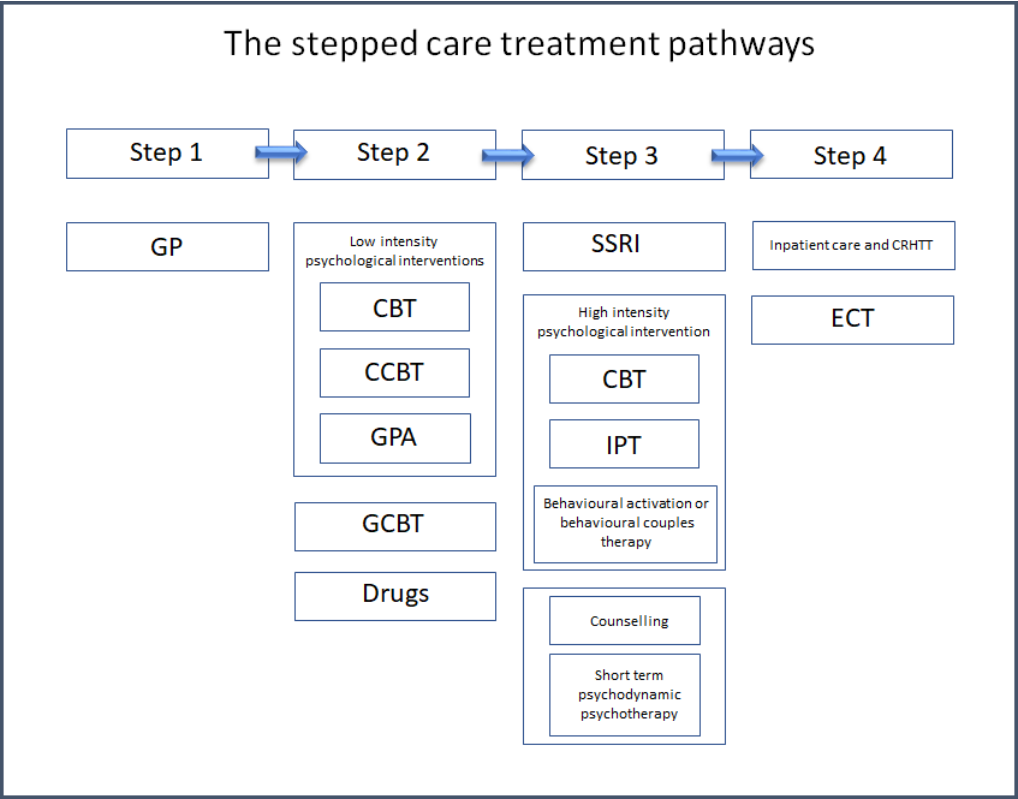 The stepped care treatment pathways
Step 1
Step 2
Step 3
Step 4
GP
Low intensity
psychological interventions
CBT
CCBT
GPA
GCBT
Drugs
SSRI
High intensity
psychological intervention
CBT
IPT
Behavioural activation or
behavioural couples
therapy
Counselling
Short term
psychodynamic
psychotherapy
Inpatient care and CRHTT
ECT